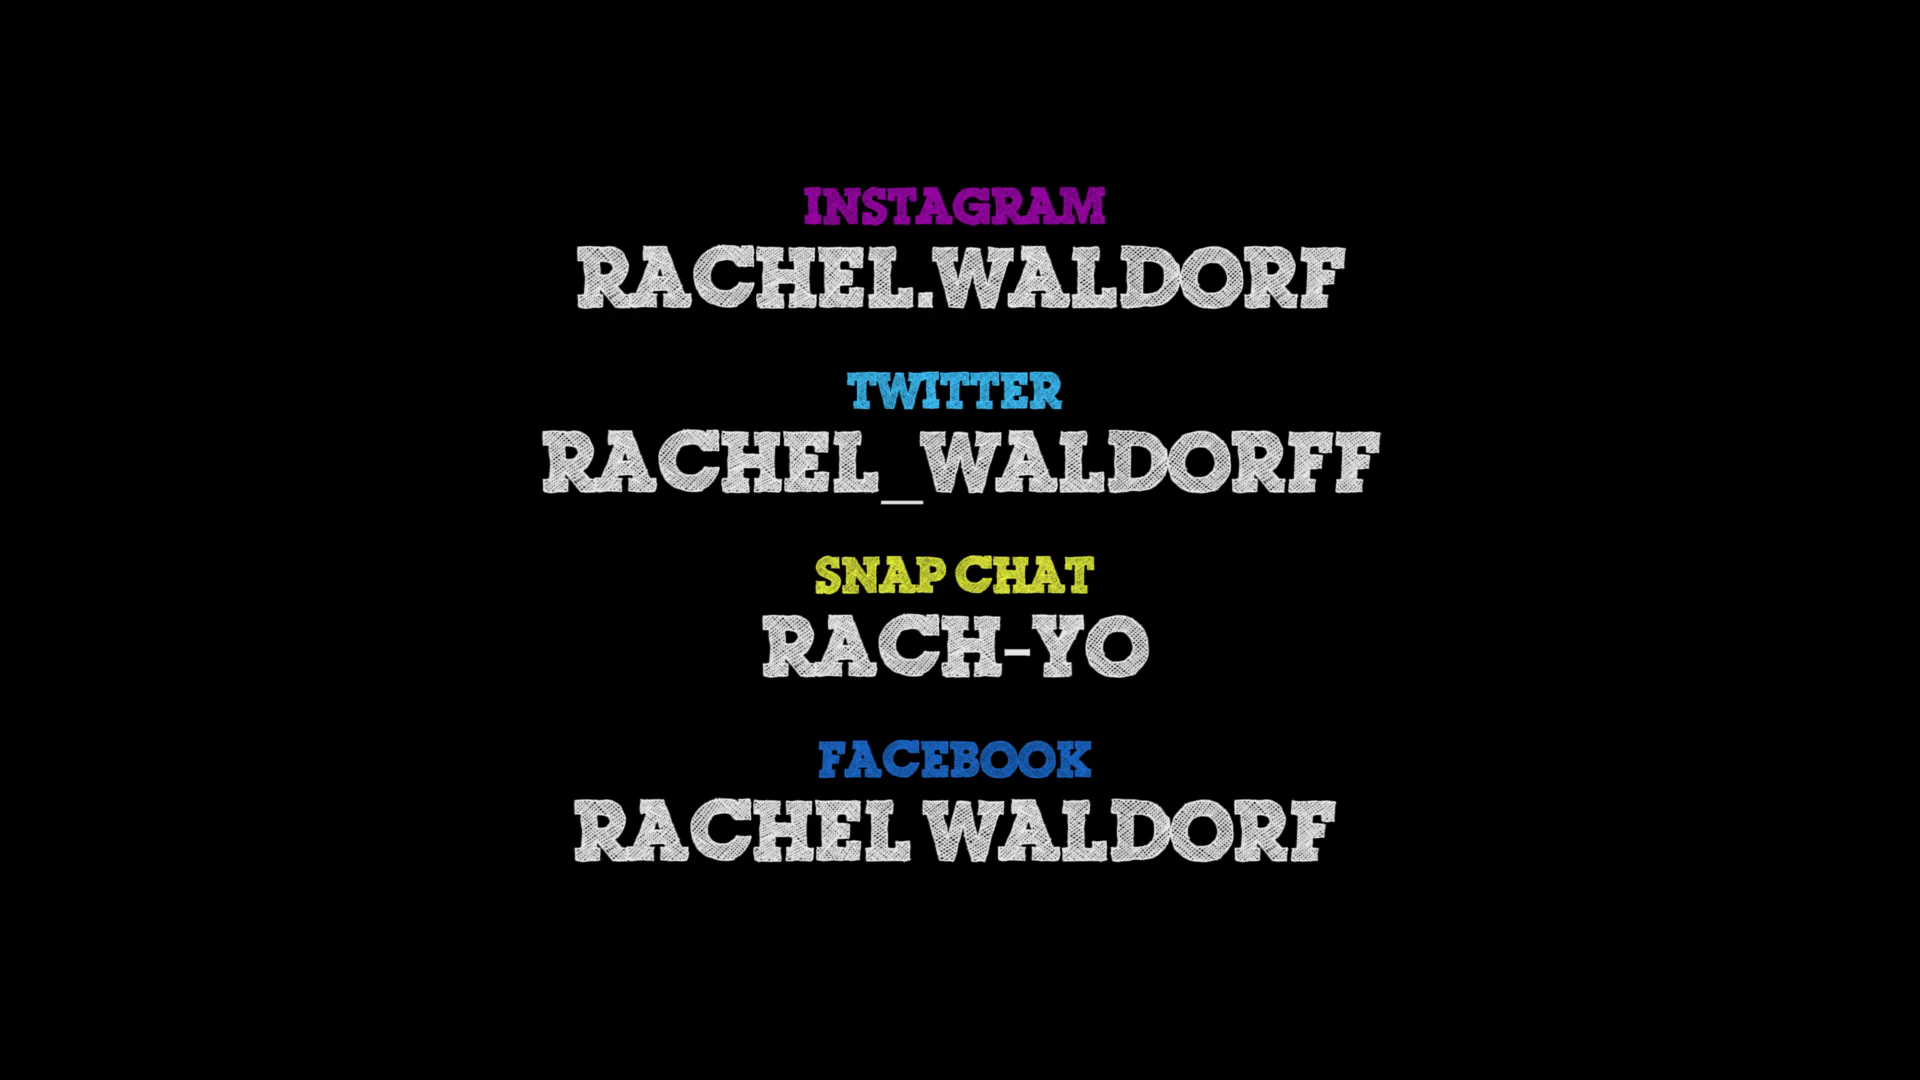 INSTAGRAM
RACHEL.WALDORF
TWITTER
RACHEL_WALDORFF
SNAP CHAT
RACH-YO
FACEBOOK
RACHEL WALDORF